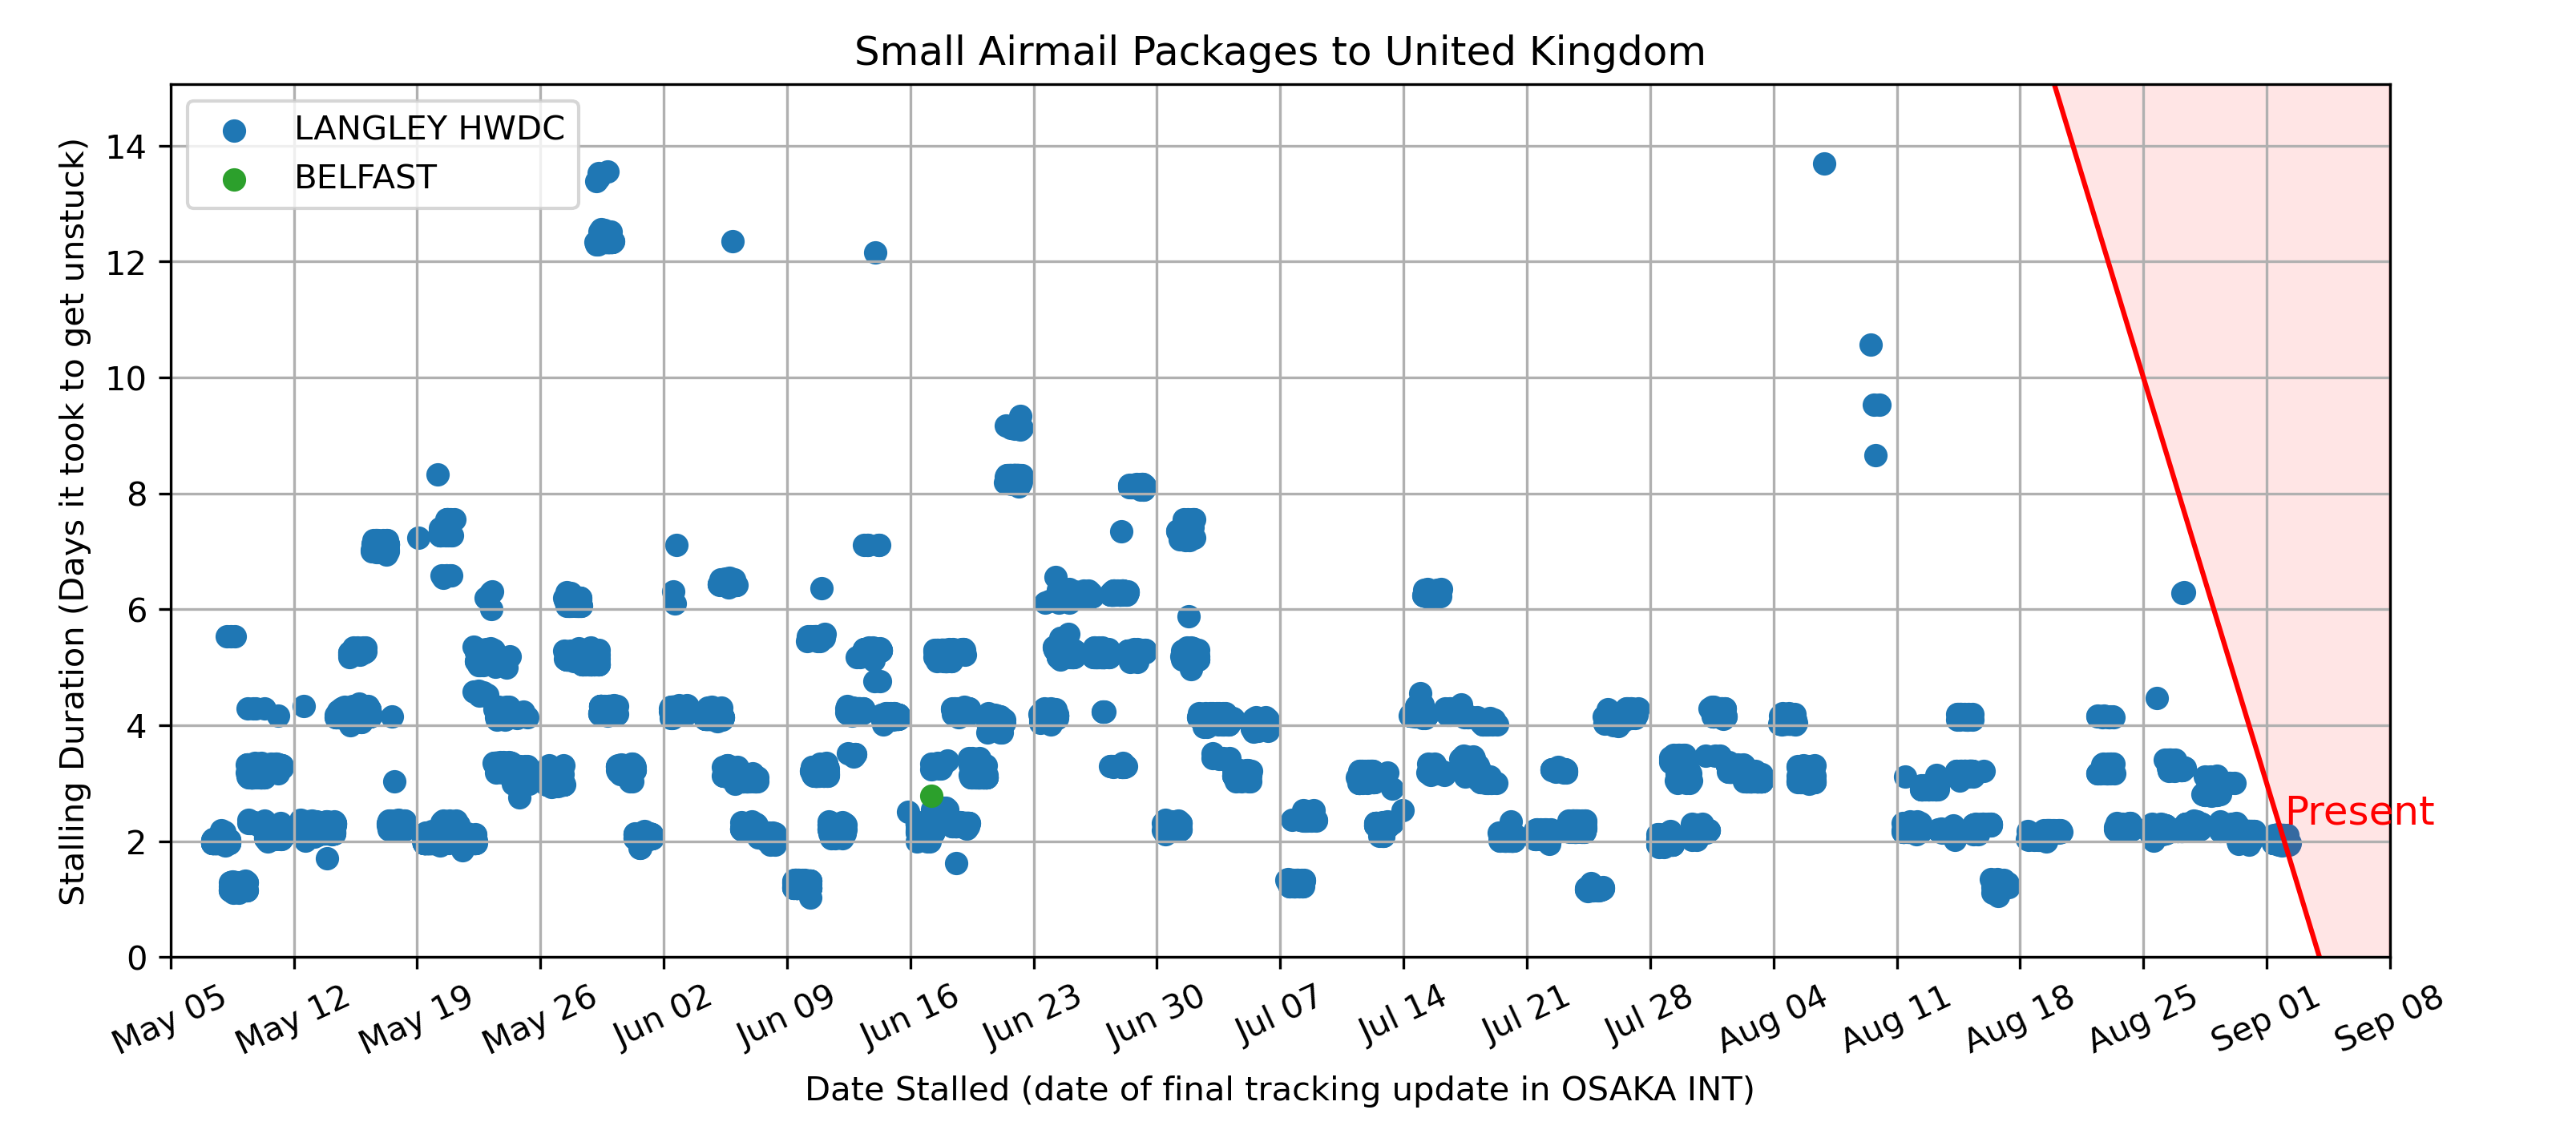 Small Airmail Packages to United Kingdom
LANGLEY HWDC
BELFAST
Stalling Duration (Days it took to get unstuck)
14
12
10
8
6
4
2
0
Present
May 05
May 12
May 19
May 26
Jun 02
Jun 09
Jun 16
Jun 23
Jun 30
Jul 07
Jul 14
Jul 21
Jul 28
Aug 04
Aug 11
Aug 18
Aug 25
Sep 01
Sep 08
Date Stalled (date of final tracking update in OSAKA INT)